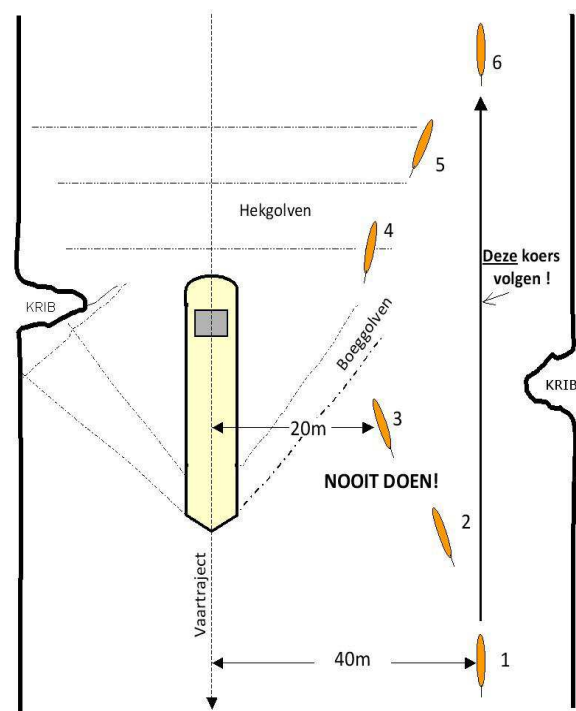 6
5
Hekgolven
4
Deze koers
volgen !
KRIB
Boeggolven
KRIB
3
20m
NOOIT DOEN!
2
Vaartraject
40m
1